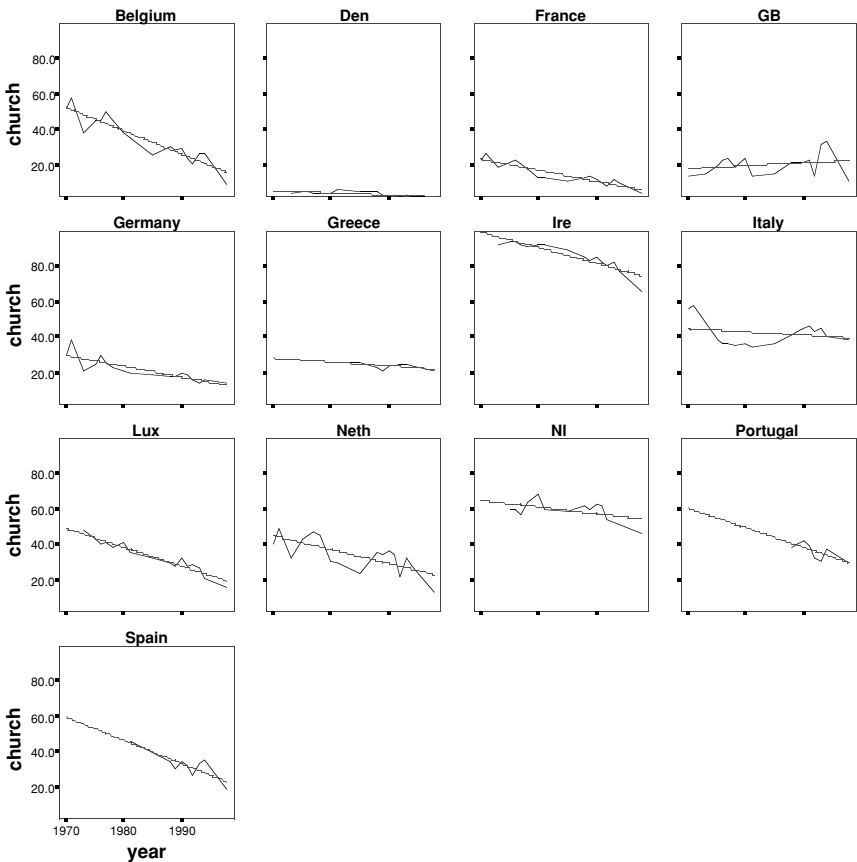 Belgium Den France GB
church
80.0
60.0
40.0
20.0
Germany Greece Ire Italy
church
80.0
60.0
40.0
20.0
Lux Neth NI Portugal
church
80.0
60.0
40.0
20.0
Spain
church
80.0
60.0
40.0
20.0
1970 1980 1990
year